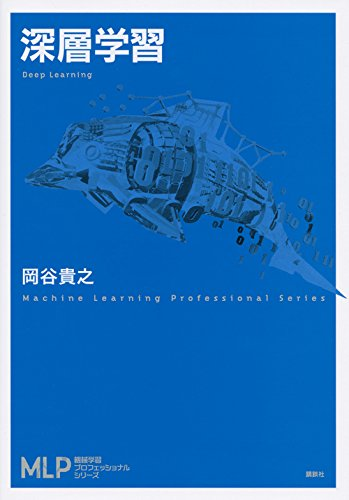 深層学習
Deep Learning
岡谷貴之
Machine Learning Professional Series
MLP
機械学習
プロフェッショナル
シリーズ
講談社